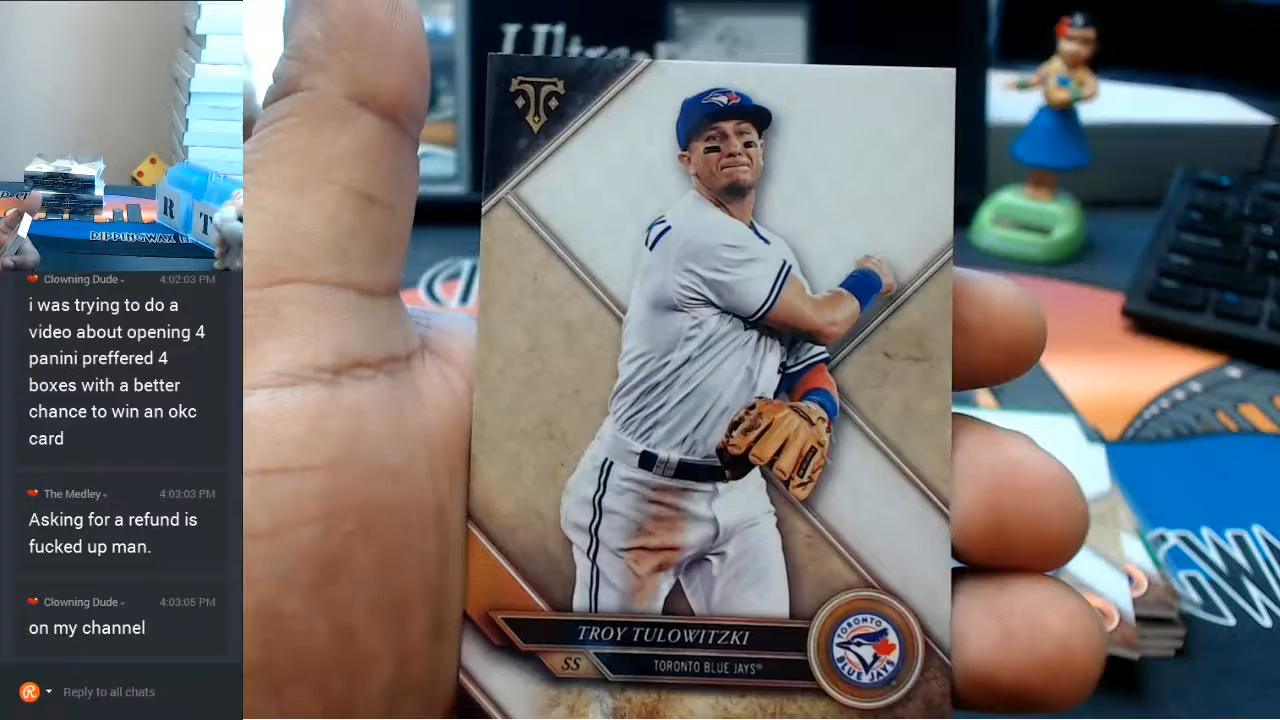 RIPPINGWAX
R
T
Clowning Dude
4:02:03 PM
i was trying to do a
video about opening 4
panini preffered 4
boxes with a better
chance to win an okc
card
The Medley
4:03:03 PM
Asking for a refund is
fucked up man.
Clowning Dude
4:03:05 PM
on my channel
Reply to all chats
T
TROY TULOWITZKI
SS
TORONTO BLUE JAYS®
TORONTO
BLUE JAYS